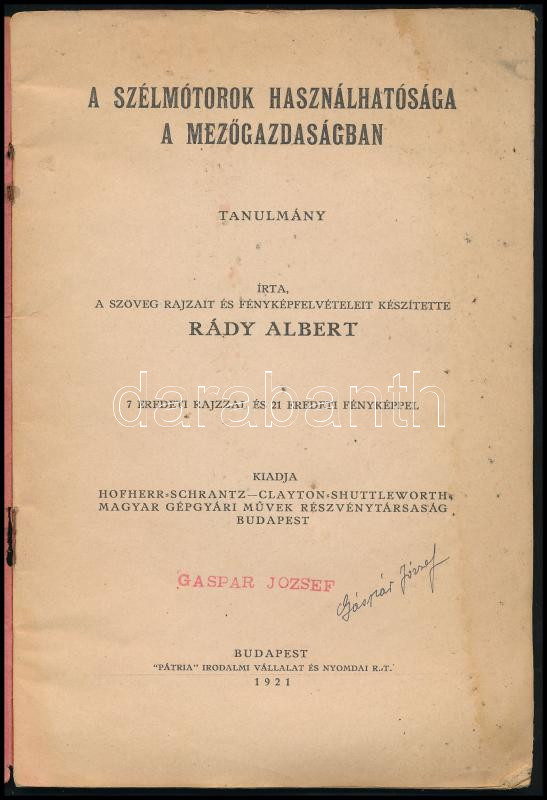 A SZÉLMÓTOROK HASZNÁLHATÓSÁGA
A MEZŐGAZDASÁGBAN
TANULMÁNY
ÍRTA,
A SZÖVEG RAJZAIT ÉS FÉNYKÉPFELVÉTELEIT KÉSZÍTETTE
RÁDY ALBERT
darabanth
7 EREDETI RAJZZAL ÉS 21 EREDETI FÉNYKÉPPEL
KIADJA
HOFHERR-SCHRANTZ—CLAYTON-SHUTTLEWORTH
MAGYAR GÉPGYÁRI MŰVEK RÉSZVÉNYTÁRSASÁG
BUDAPEST
GASPAR JOZSEF
Gáspár József
BUDAPEST
"PÁTRIA" IRODALMI VÁLLALAT ÉS NYOMDAI R.-T.
1921